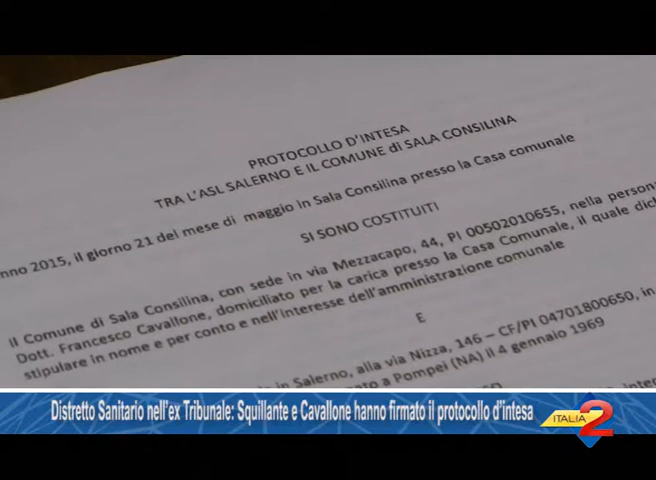 PROTOCOLLO D'INTESA
TRA L'ASL SALERNO E IL COMUNE di SALA CONSILINA
nno 2015, il giorno 21 del mese di maggio in Sala Consilina presso la Casa comunale
SI SONO COSTITUITI
Il Comune di Sala Consilina, con sede in via Mezzacapo, 44, PI 00502010655, nella person
Dott. Francesco Cavallone, domiciliato per la carica presso la Casa Comunale, il quale dich
stipulare in nome e per conto e nell'interesse dell'amministrazione comunale
E
in Salerno, alla via Nizza, 146 – CF/PI 04701800650, in
a Pompei (NA) il 4 gennaio 1969
Distretto Sanitario nell'ex Tribunale: Squillante e Cavallone hanno firmato il protocollo d'intesa
ITALIA 2